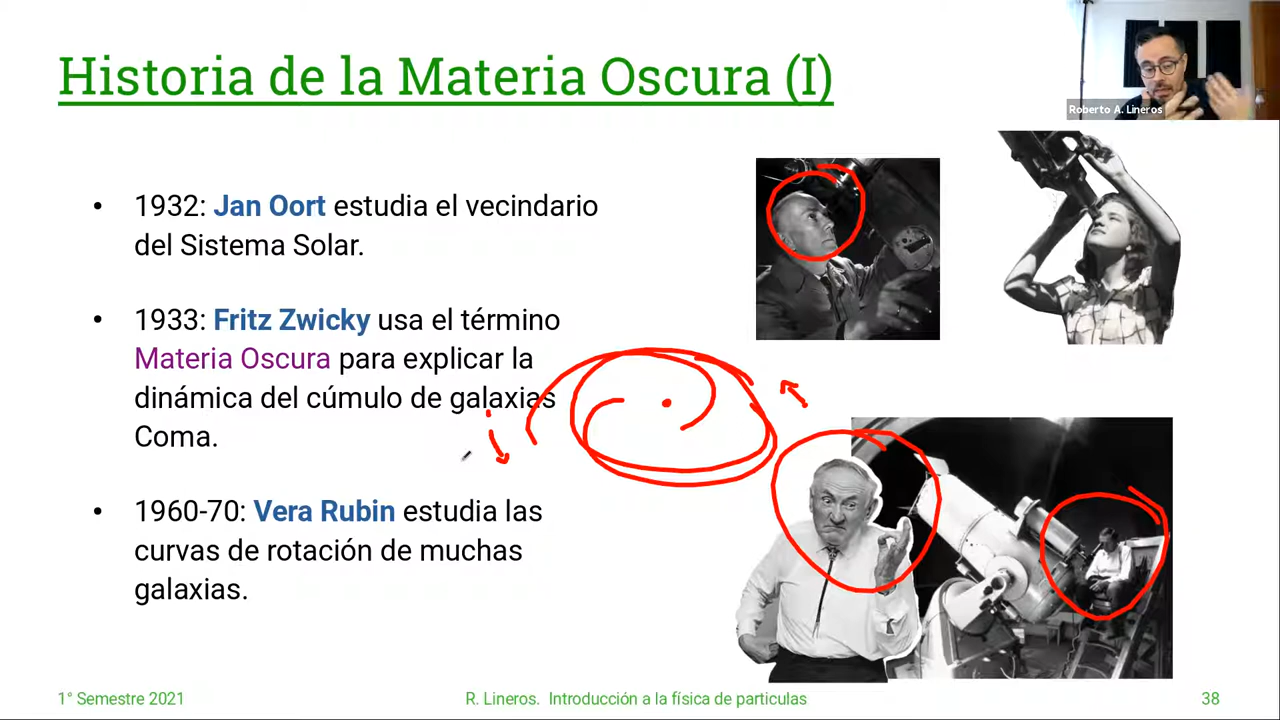 Historia de la Materia Oscura (I)
Roberto A. Lineros
• 1932: Jan Oort estudia el vecindario
del Sistema Solar.
• 1933: Fritz Zwicky usa el término
Materia Oscura para explicar la
dinámica del cúmulo de galaxias
Coma.
• 1960-70: Vera Rubin estudia las
curvas de rotación de muchas
galaxias.
1° Semestre 2021
R. Lineros. Introducción a la física de particulas
38